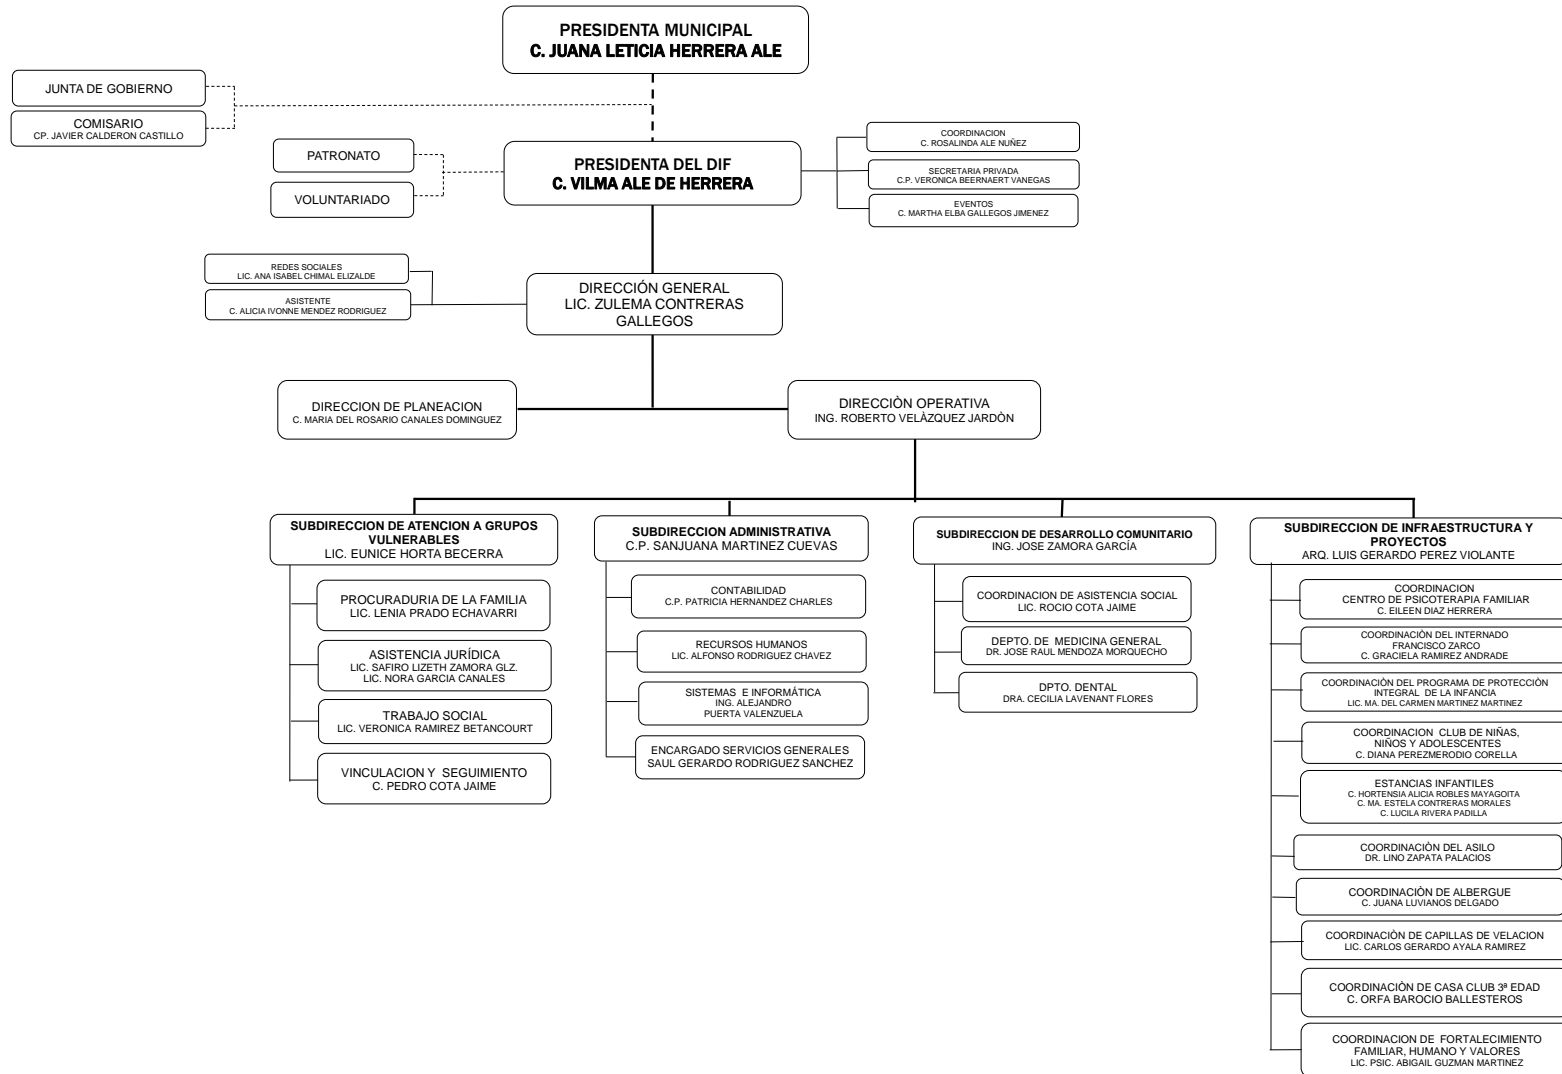 PRESIDENTA MUNICIPAL
C. JUANA LETICIA HERRERA ALE
JUNTA DE GOBIERNO
COMISARIO
CP. JAVIER CALDERON CASTILLO
PATRONATO
VOLUNTARIADO
PRESIDENTA DEL DIF
C. VILMA ALE DE HERRERA
COORDINACION
C. ROSALINDA ALE NUÑEZ
SECRETARIA PRIVADA
C.P. VERONICA BEERNAERT VANEGAS
EVENTOS
C. MARTHA ELBA GALLEGOS JIMENEZ
REDES SOCIALES
LIC. ANA ISABEL CHIMAL ELIZALDE
ASISTENTE
C. ALICIA IVONNE MENDEZ RODRIGUEZ
DIRECCIÓN GENERAL
LIC. ZULEMA CONTRERAS
GALLEGOS
DIRECCION DE PLANEACION
C. MARIA DEL ROSARIO CANALES DOMINGUEZ
DIRECCIÒN OPERATIVA
ING. ROBERTO VELÀZQUEZ JARDÒN
SUBDIRECCION DE ATENCION A GRUPOS
VULNERABLES
LIC. EUNICE HORTA BECERRA
PROCURADURIA DE LA FAMILIA
LIC. LENIA PRADO ECHAVARRI
ASISTENCIA JURÍDICA
LIC. SAFIRO LIZETH ZAMORA GLZ.
LIC. NORA GARCIA CANALES
TRABAJO SOCIAL
LIC. VERONICA RAMIREZ BETANCOURT
VINCULACION Y SEGUIMIENTO
C. PEDRO COTA JAIME
SUBDIRECCION ADMINISTRATIVA
C.P. SANJUANA MARTINEZ CUEVAS
CONTABILIDAD
C.P. PATRICIA HERNANDEZ CHARLES
RECURSOS HUMANOS
LIC. ALFONSO RODRIGUEZ CHAVEZ
SISTEMAS E INFORMÁTICA
ING. ALEJANDRO
PUERTA VALENZUELA
ENCARGADO SERVICIOS GENERALES
SAUL GERARDO RODRIGUEZ SANCHEZ
SUBDIRECCION DE DESARROLLO COMUNITARIO
ING. JOSE ZAMORA GARCÍA
COORDINACION DE ASISTENCIA SOCIAL
LIC. ROCIO COTA JAIME
DEPTO. DE MEDICINA GENERAL
DR. JOSE RAUL MENDOZA MORQUECHO
DPTO. DENTAL
DRA. CECILIA LAVENANT FLORES
SUBDIRECCION DE INFRAESTRUCTURA Y
PROYECTOS
ARQ. LUIS GERARDO PEREZ VIOLANTE
COORDINACION
CENTRO DE PSICOTERAPIA FAMILIAR
C. EILEEN DIAZ HERRERA
COORDINACIÒN DEL INTERNADO
FRANCISCO ZARCO
C. GRACIELA RAMIREZ ANDRADE
COORDINACIÒN DEL PROGRAMA DE PROTECCIÒN
INTEGRAL DE LA INFANCIA
LIC. MA. DEL CARMEN MARTINEZ MARTINEZ
COORDINACION CLUB DE NIÑAS,
NIÑOS Y ADOLESCENTES
C. DIANA PEREZMERODIO CORELLA
ESTANCIAS INFANTILES
C. HORTENSIA ALICIA ROBLES MAYAGOITA
C. MA. ESTELA CONTRERAS MORALES
C. LUCILA RIVERA PADILLA
COORDINACIÒN DEL ASILO
DR. LINO ZAPATA PALACIOS
COORDINACIÒN DE ALBERGUE
C. JUANA LUVIANOS DELGADO
COORDINACIÒN DE CAPILLAS DE VELACION
LIC. CARLOS GERARDO AYALA RAMIREZ
COORDINACIÒN DE CASA CLUB 3ª EDAD
C. ORFA BAROCIO BALLESTEROS
COORDINACION DE FORTALECIMIENTO
FAMILIAR, HUMANO Y VALORES
LIC. PSIC. ABIGAIL GUZMAN MARTINEZ